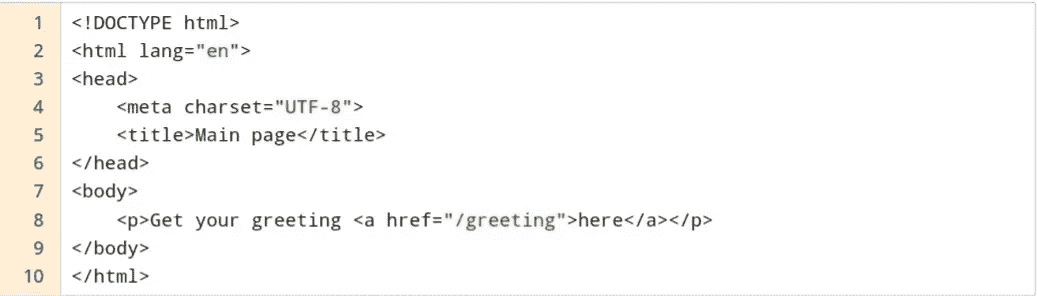 1 <!DOCTYPE html>
2 <html lang="en">
3 <head>
4     <meta charset="UTF-8">
5     <title>Main page</title>
6 </head>
7 <body>
8     <p>Get your greeting <a href="/greeting">here</a></p>
9 </body>
10 </html>